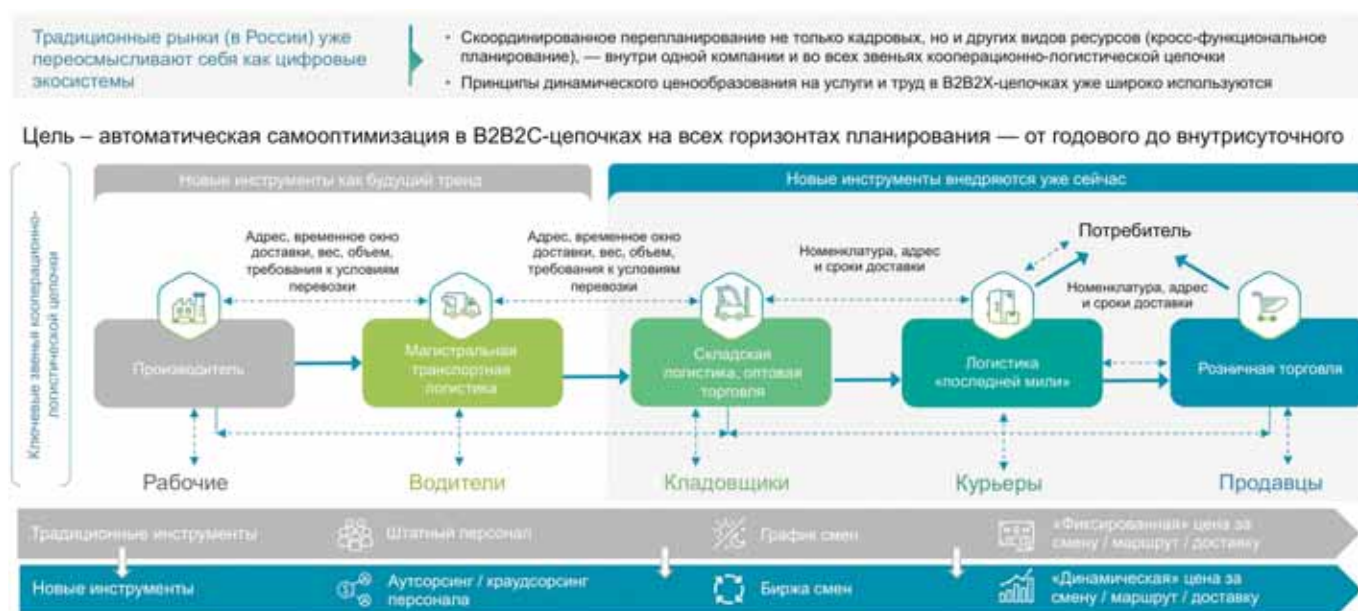 Традиционные рынки (в России) уже
переосмысливают себя как цифровые
экосистемы
• Скоординированное перепланирование не только кадровых, но и других видов ресурсов (кросс-функциональное
планирование), — внутри одной компании и во всех звеньях кооперационно-логистической цепочки
• Принципы динамического ценообразования на услуги и труд в B2B2X-цепочках уже широко используются
Цель – автоматическая самооптимизация в B2B2C-цепочках на всех горизонтах планирования — от годового до внутрисуточного
Ключевые звенья кооперационно-
логистической цепочки
Новые инструменты как будущий тренд
Новые инструменты внедряются уже сейчас
Адрес, временное окно
доставки, вес, объем,
требования к условиям
перевозки
Адрес, временное окно
доставки, вес, объем,
требования к условиям
перевозки
Номенклатура, адрес
и сроки доставки
Потребитель
Номенклатура, адрес
и сроки доставки
Производитель
Магистральная
транспортная
логистика
Складская
логистика, оптовая
торговля
Логистика
«последней мили»
Розничная торговля
Рабочие
Водители
Кладовщики
Курьеры
Продавцы
Традиционные инструменты
Штатный персонал
График смен
«Фиксированная» цена за
смену / маршрут / доставку
Новые инструменты
Аутсорсинг / краудсорсинг
персонала
Биржа смен
«Динамическая» цена за
смену / маршрут / доставку